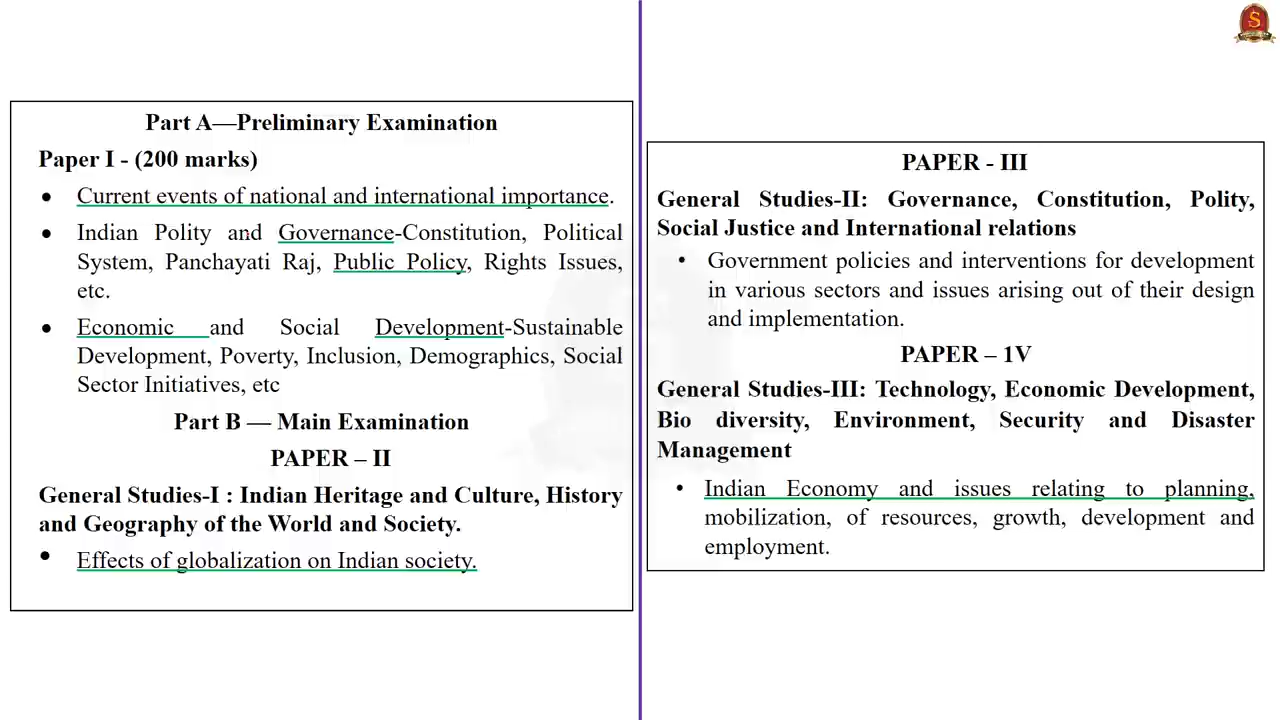 Part A—Preliminary Examination
Paper I - (200 marks)
• Current events of national and international importance.
• Indian Polity and Governance-Constitution, Political
System, Panchayati Raj, Public Policy, Rights Issues,
etc.
• Economic and Social Development-Sustainable
Development, Poverty, Inclusion, Demographics, Social
Sector Initiatives, etc
Part B — Main Examination
PAPER – II
General Studies-I : Indian Heritage and Culture, History
and Geography of the World and Society.
• Effects of globalization on Indian society.
S
PAPER - III
General Studies-II: Governance, Constitution, Polity,
Social Justice and International relations
• Government policies and interventions for development
in various sectors and issues arising out of their design
and implementation.
PAPER – 1V
General Studies-III: Technology, Economic Development,
Bio diversity, Environment, Security and Disaster
Management
• Indian Economy and issues relating to planning,
mobilization, of resources, growth, development and
employment.